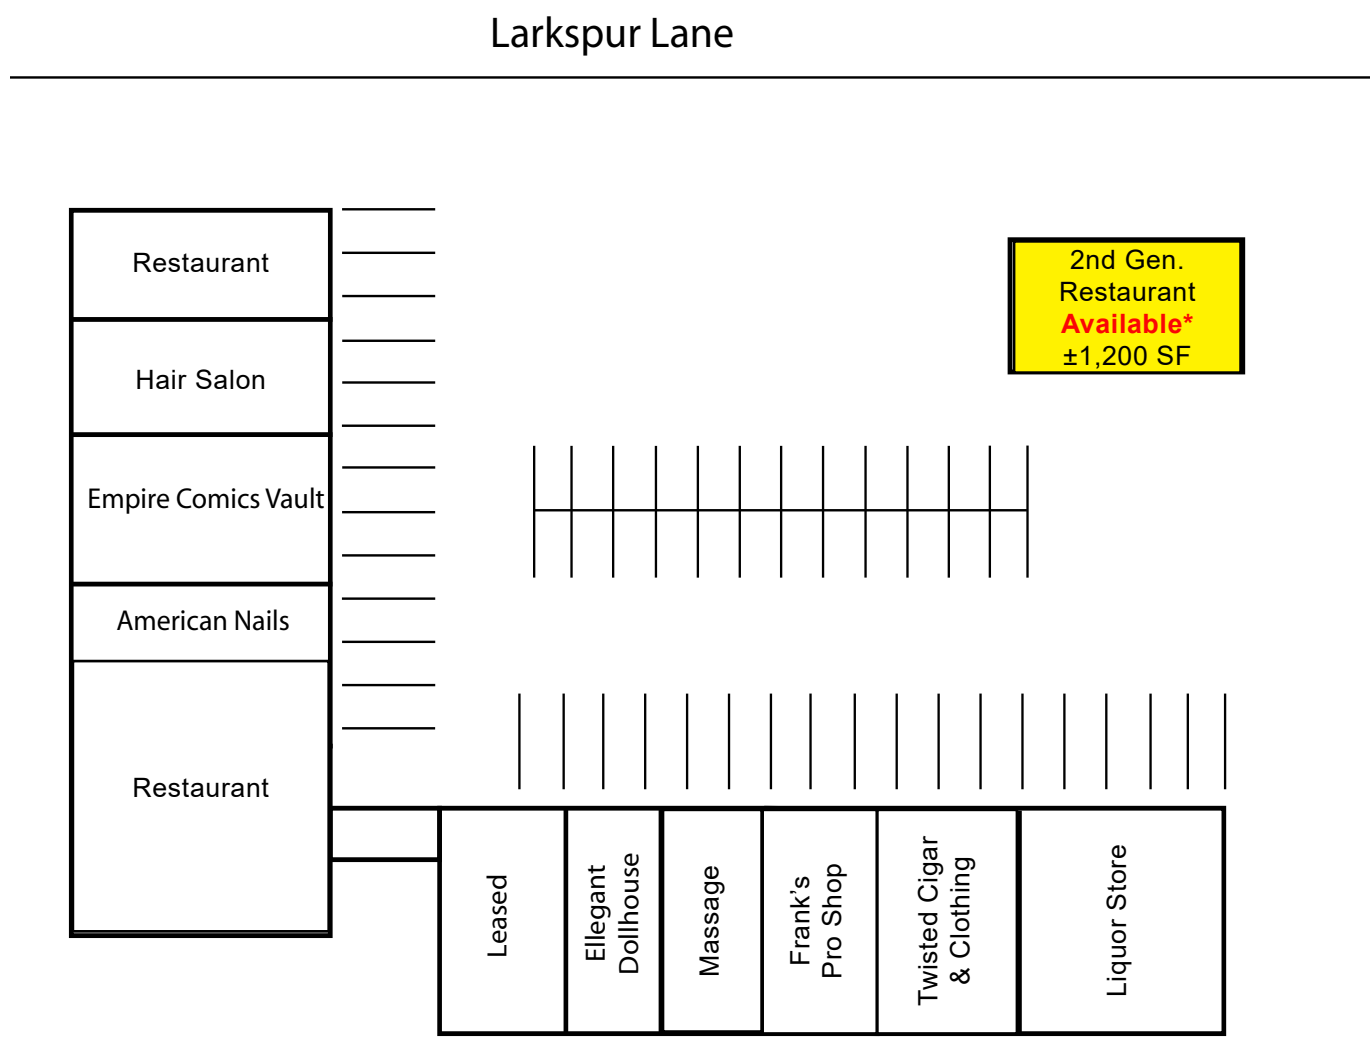 Larkspur Lane
Restaurant
Hair Salon
Empire Comics Vault
American Nails
Restaurant
2nd Gen.
Restaurant
Available*
±1,200 SF
Leased
Ellegant
Dollhouse
Massage
Frank’s
Pro Shop
Twisted Cigar
& Clothing
Liquor Store